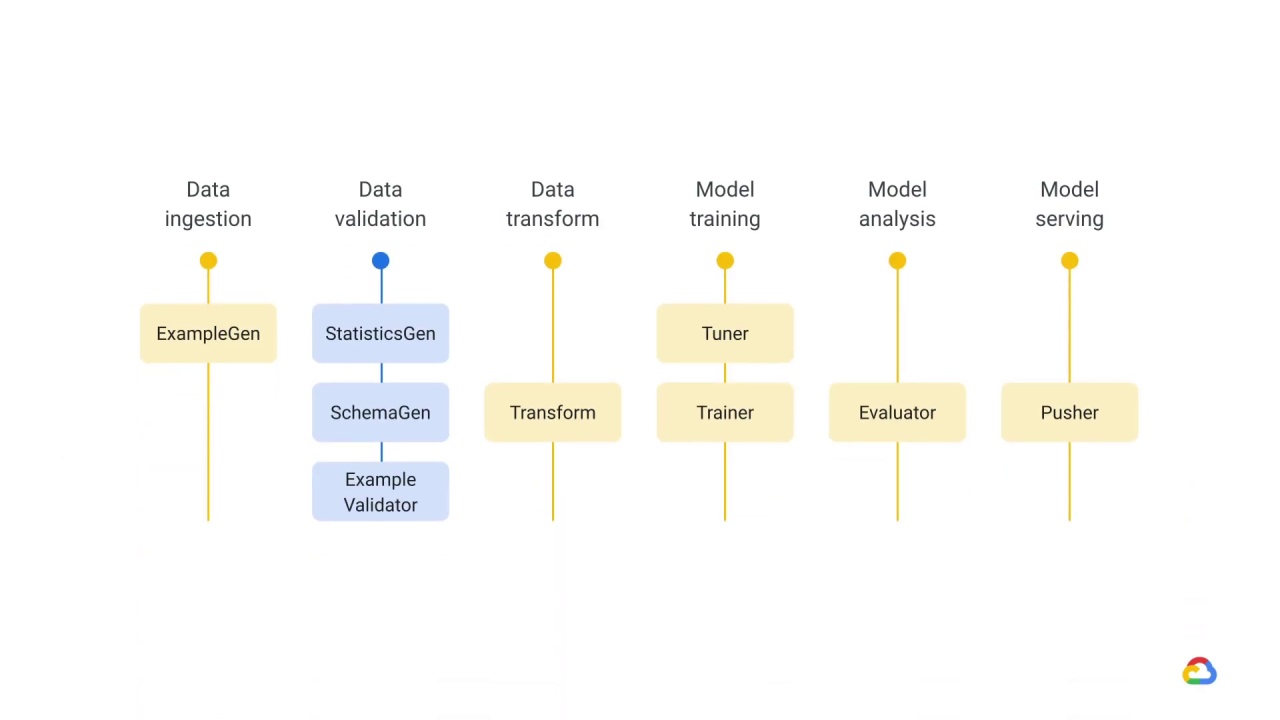 Data
ingestion
Data
validation
Data
transform
Model
training
Model
analysis
Model
serving
ExampleGen
StatisticsGen
SchemaGen
Example
Validator
Transform
Tuner
Trainer
Evaluator
Pusher